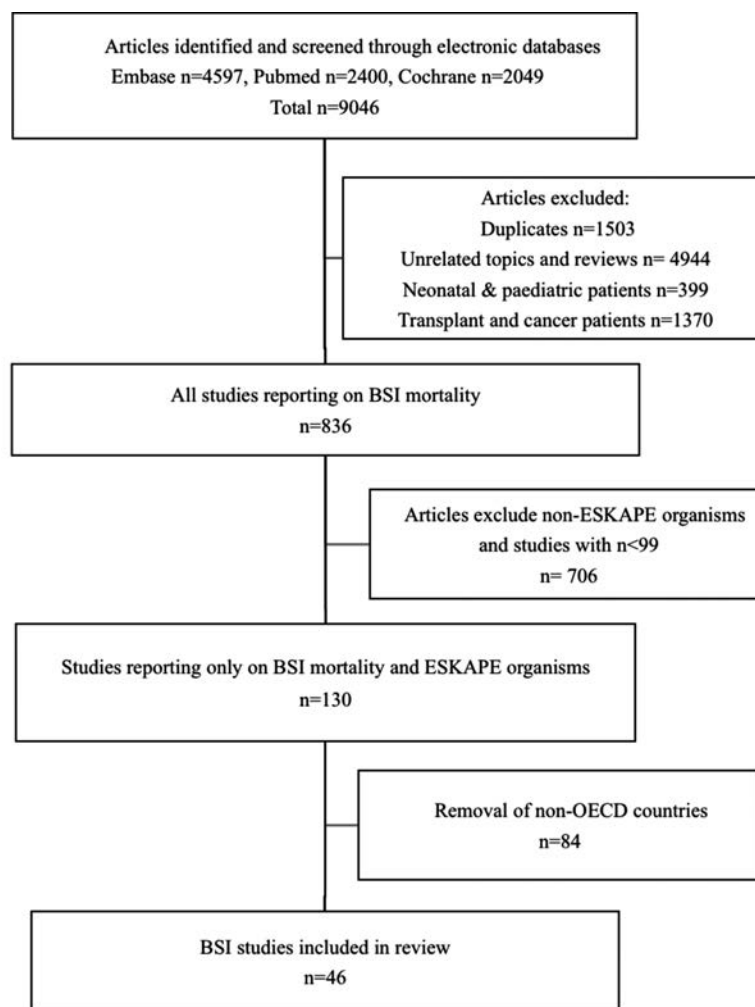 Articles identified and screened through electronic databases
Embase n=4597, Pubmed n=2400, Cochrane n=2049
Total n=9046
Articles excluded:
Duplicates n=1503
Unrelated topics and reviews n= 4944
Neonatal & paediatric patients n=399
Transplant and cancer patients n=1370
All studies reporting on BSI mortality
n=836
Articles exclude non-ESKAPE organisms
and studies with n<99
n= 706
Studies reporting only on BSI mortality and ESKAPE organisms
n=130
Removal of non-OECD countries
n=84
BSI studies included in review
n=46